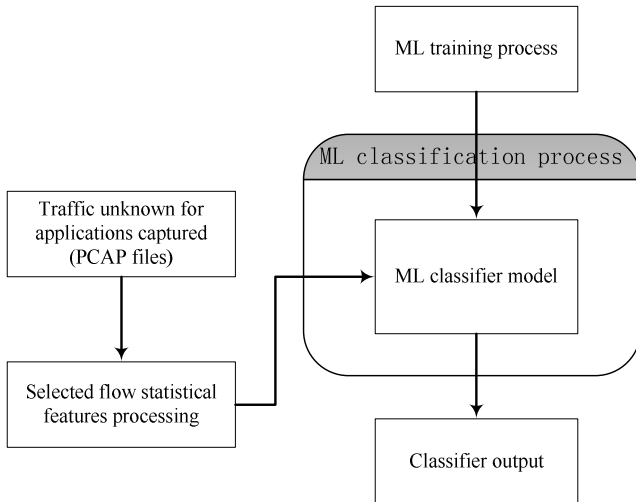 ML training process
ML classification process
Traffic unknown for
applications captured
(PCAP files)
ML classifier model
Selected flow statistical
features processing
Classifier output